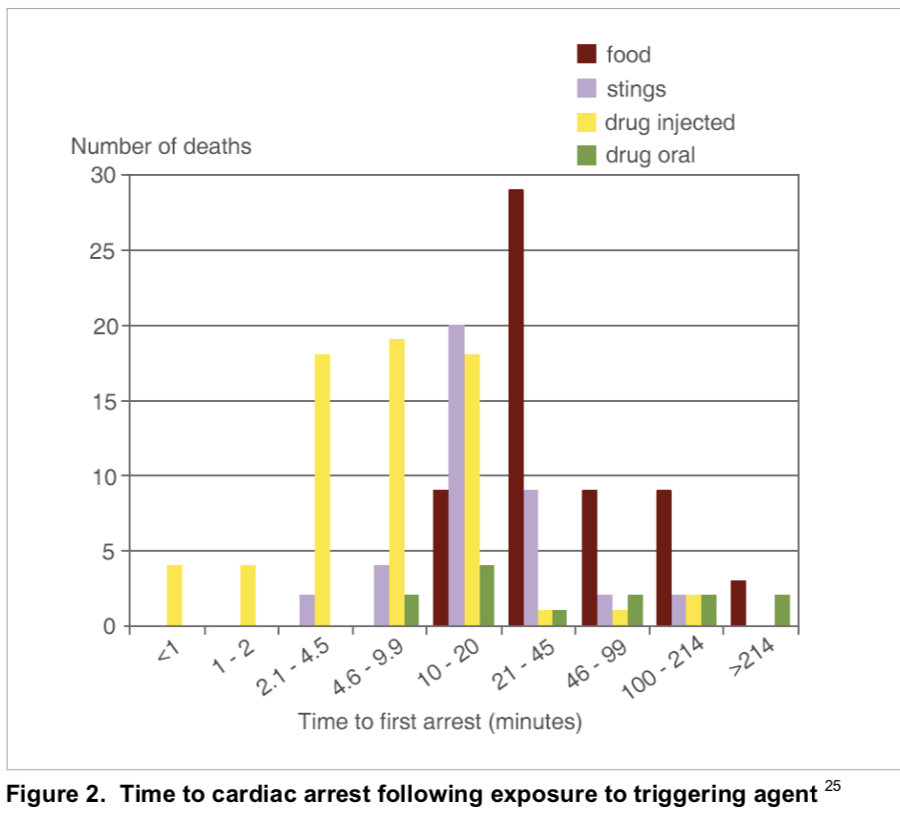 food
stings
drug injected
drug oral
Number of deaths
30
25
20
15
10
5
0
<1
1 - 2
2.1 - 4.5
4.6 - 9.9
10 - 20
21 - 45
46 - 99
100 - 214
>214
Time to first arrest (minutes)
Figure 2. Time to cardiac arrest following exposure to triggering agent 25